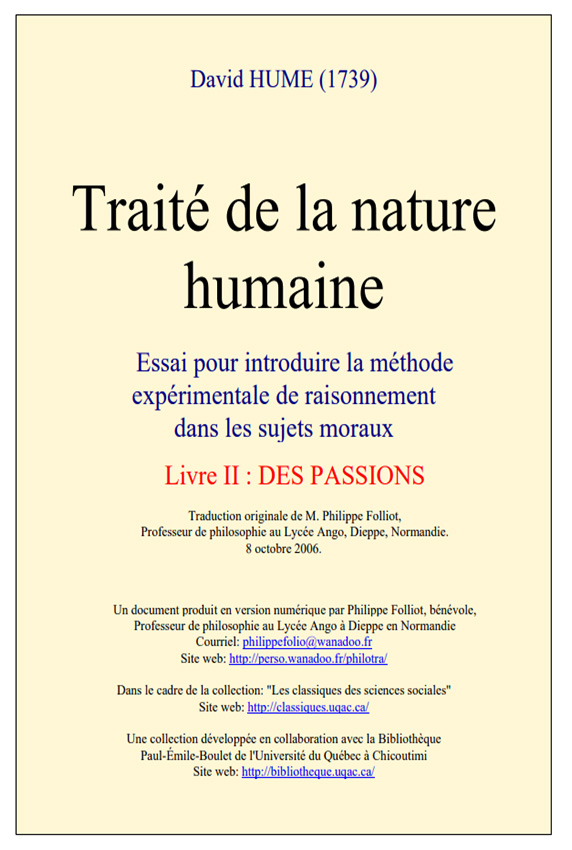 David HUME (1739)
Traité de la nature
humaine
Essai pour introduire la méthode
expérimentale de raisonnement
dans les sujets moraux
Livre II : DES PASSIONS
Traduction originale de M. Philippe Folliot,
Professeur de philosophie au Lycée Ango, Dieppe, Normandie.
8 octobre 2006.
Un document produit en version numérique par Philippe Folliot, bénévole,
Professeur de philosophie au Lycée Ango à Dieppe en Normandie
Courriel: philippefolio@wanadoo.fr
Site web: http://perso.wanadoo.fr/philotra/
Dans le cadre de la collection: "Les classiques des sciences sociales"
Site web: http://classiques.uqac.ca/
Une collection développée en collaboration avec la Bibliothèque
Paul-Émile-Boulet de l'Université du Québec à Chicoutimi
Site web: http://bibliotheque.uqac.ca/